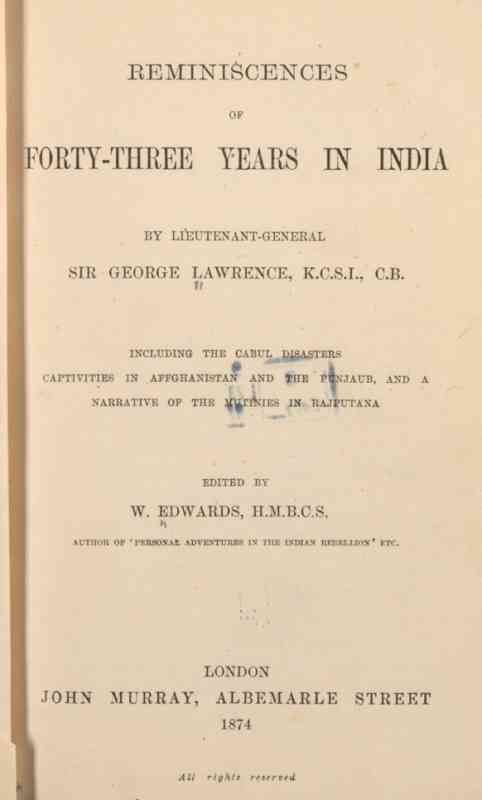 REMINISCENCES
OF
FORTY-THREE YEARS IN INDIA
BY LIEUTENANT-GENERAL
SIR GEORGE LAWRENCE, K.C.S.I., C.B.
INCLUDING THE CABUL DISASTERS
CAPTIVITIES IN AFFGHANISTAN AND THE PUNJAUB, AND A
NARRATIVE OF THE MUTINIES IN RAJPUTANA
EDITED BY
W. EDWARDS, H.M.B.C.S.
AUTHOR OF 'PERSONAL ADVENTURES IN THE INDIAN REBELLION' ETC.
LONDON
JOHN MURRAY, ALBEMARLE STREET
1874
All rights reserved